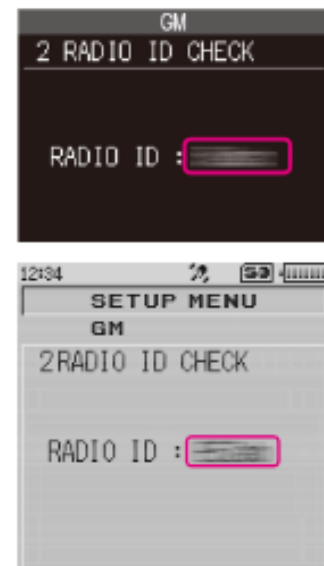 GM
2 RADIO ID CHECK
RADIO ID :
12:34
SETUP MENU
GM
2RADIO ID CHECK
RADIO ID :